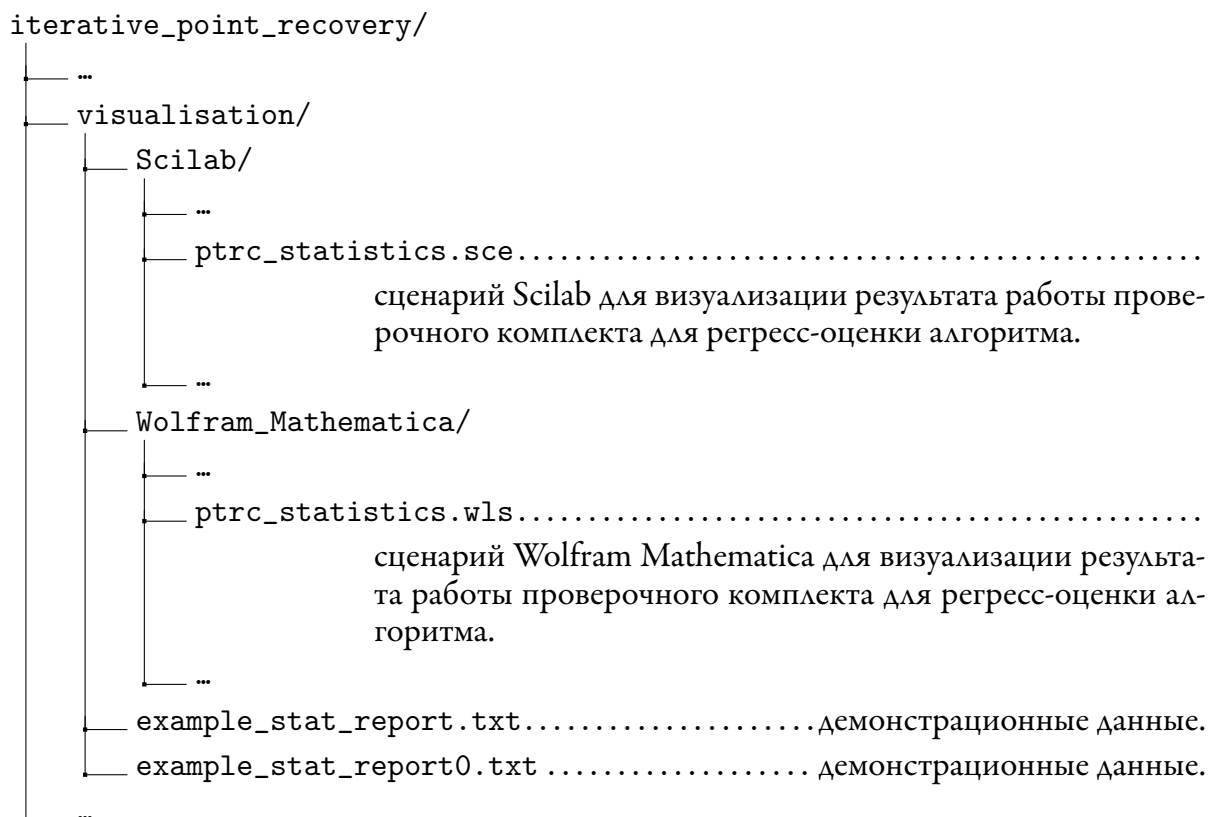 iterative_point_recovery/
…
visualisation/
Scilab/
…
ptrc_statistics.sce................................................
сценарий Scilab для визуализации результата работы прове-
рочного комплекта для регресс-оценки алгоритма.
…
Wolfram_Mathematica/
…
ptrc_statistics.wls................................................
сценарий Wolfram Mathematica для визуализации результа-
та работы проверочного комплекта для регресс-оценки ал-
горитма.
…
example_stat_report.txt.....................демонстрационные данные.
example_stat_report0.txt ................... демонстрационные данные.
…